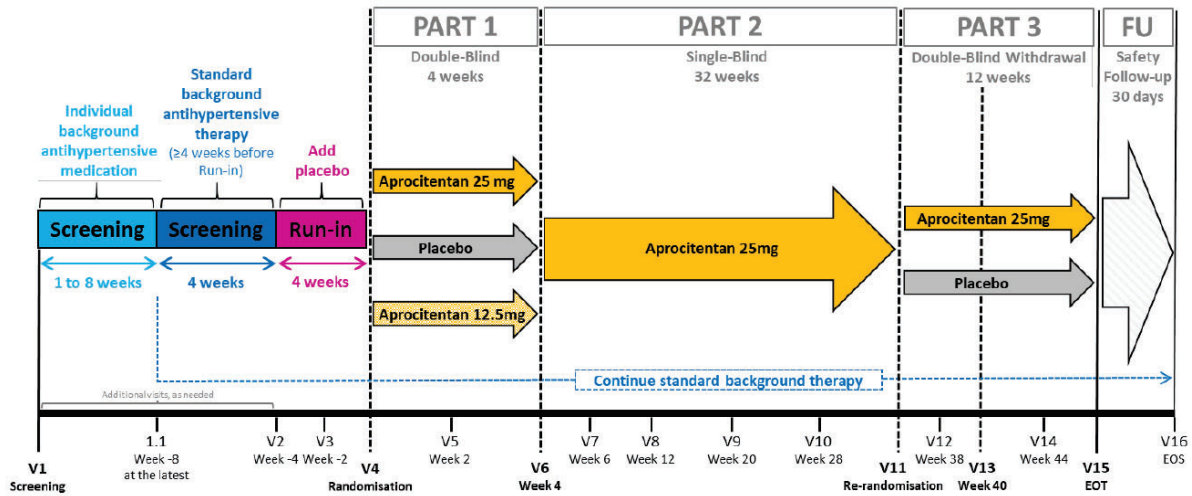 PART 1
Double-Blind
4 weeks
PART 2
Single-Blind
32 weeks
PART 3
Double-Blind Withdrawal
12 weeks
FU
Safety
Follow-up
30 days
Individual
background
antihypertensive
medication
Standard
background
antihypertensive
therapy
(≥4 weeks before
Run-in)
Add
placebo
Screening
Screening
Run-in
1 to 8 weeks
4 weeks
4 weeks
Aprocitentan 25 mg
Placebo
Aprocitentan 12.5mg
Aprocitentan 25mg
Aprocitentan 25mg
Placebo
Continue standard background therapy
Additional visits, as needed
V1
Screening
1.1
Week -8
at the latest
V2
Week -4
V3
Week -2
V4
Randomisation
V5
Week 2
V6
Week 4
V7
Week 6
V8
Week 12
V9
Week 20
V10
Week 28
V11
Re-randomisation
V12
Week 38
V13
Week 40
V14
Week 44
V15
EOT
V16
EOS